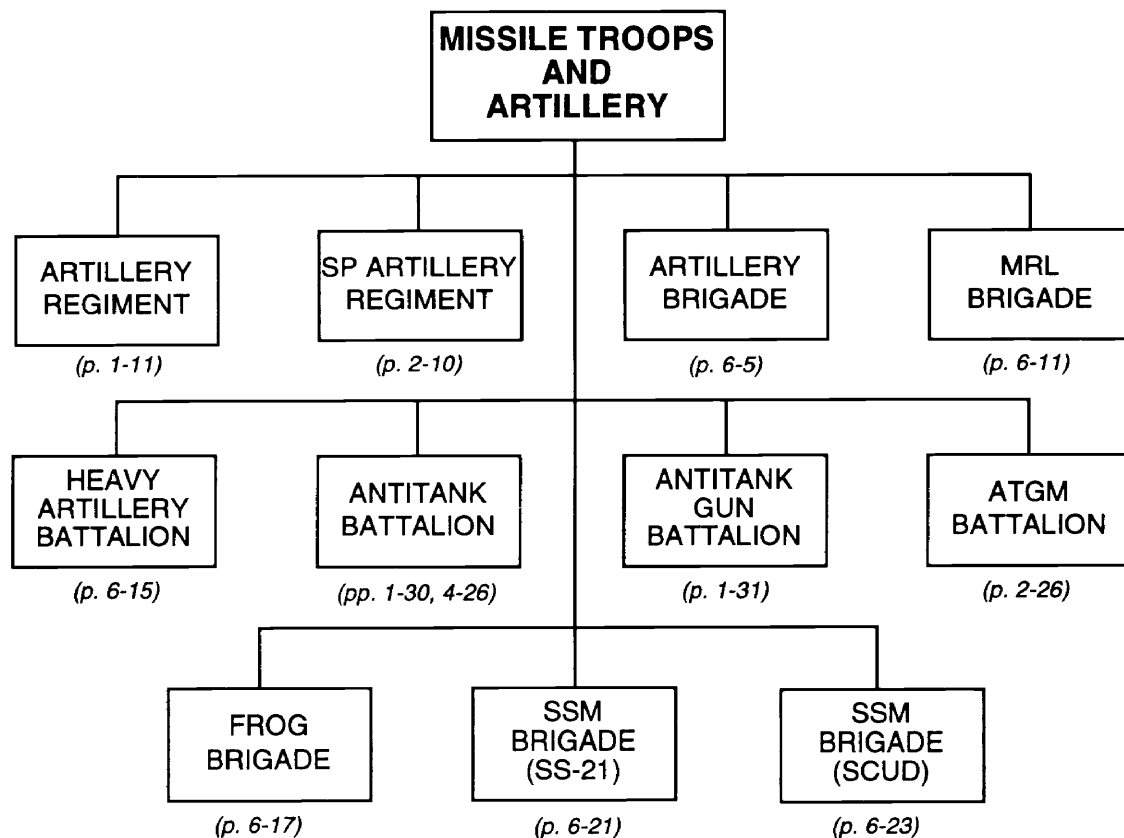 MISSILE TROOPS
AND
ARTILLERY
ARTILLERY
REGIMENT
(p. 1-11)
SP ARTILLERY
REGIMENT
(p. 2-10)
ARTILLERY
BRIGADE
(p. 6-5)
MRL
BRIGADE
(p. 6-11)
HEAVY
ARTILLERY
BATTALION
(p. 6-15)
ANTITANK
BATTALION
(pp. 1-30, 4-26)
ANTITANK
GUN
BATTALION
(p. 1-31)
ATGM
BATTALION
(p. 2-26)
FROG
BRIGADE
(p. 6-17)
SSM
BRIGADE
(SS-21)
(p. 6-21)
SSM
BRIGADE
(SCUD)
(p. 6-23)